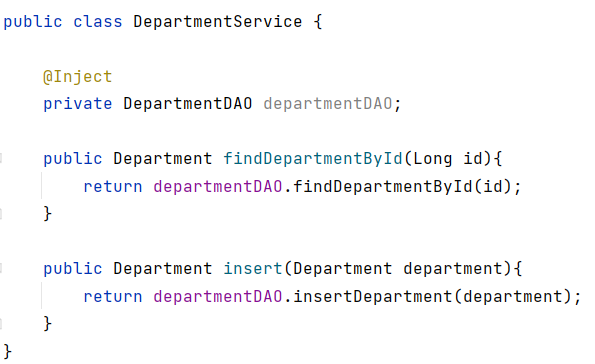 public class DepartmentService {
@Inject
private DepartmentDAO departmentDAO;
public Department findDepartmentById(Long id){
return departmentDAO.findDepartmentById(id);
}
public Department insert(Department department){
return departmentDAO.insertDepartment(department);
}
}